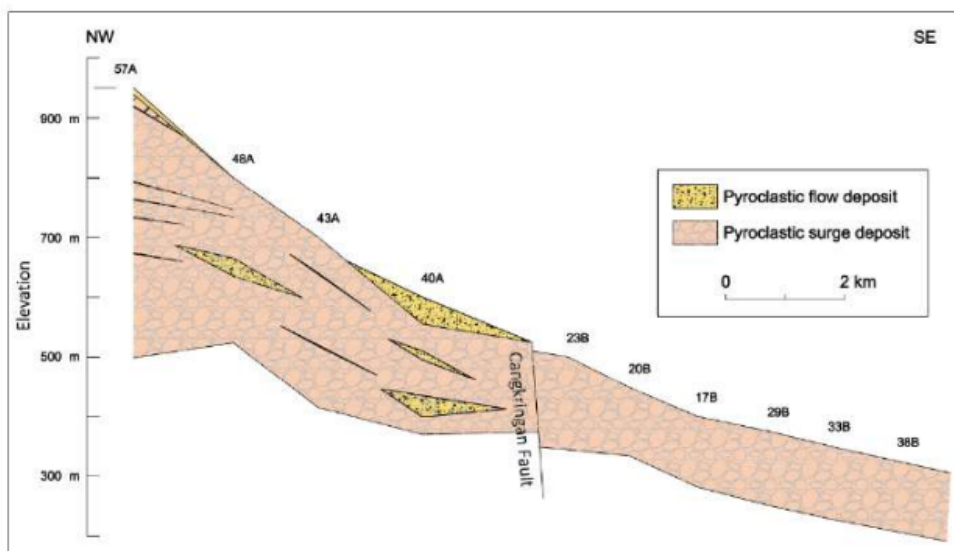 NW
SE
57A
900 m
48A
Pyroclastic flow deposit
43A
700 m
Pyroclastic surge deposit
0 2 km
40A
Elevation
23B
500 m
20B
Cangkringan Fault
17B
29B
33B
38B
300 m